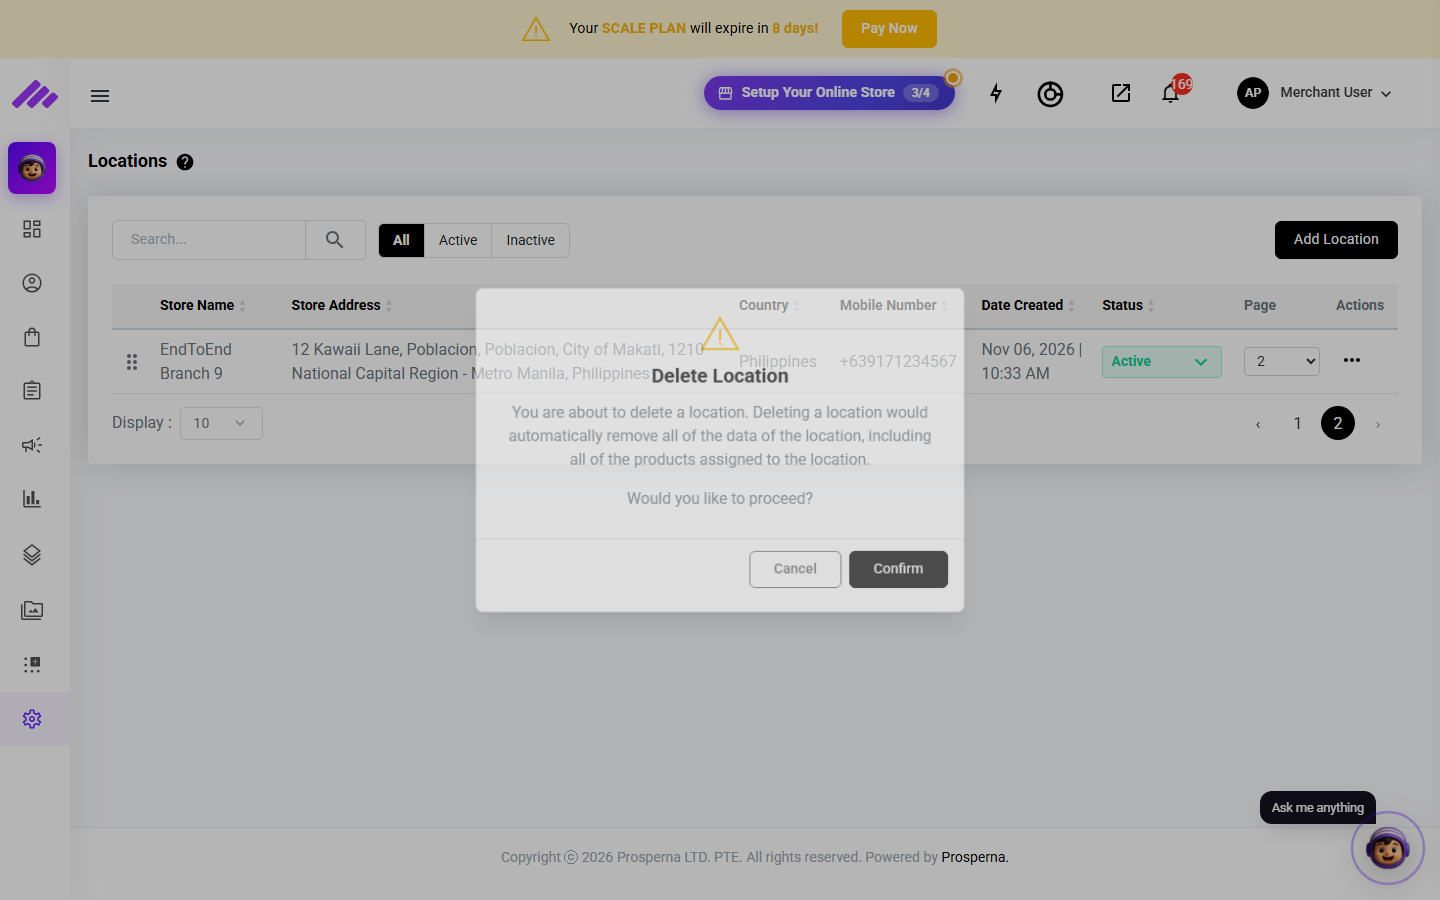 Your SCALE PLAN will expire in 8 days!
Pay Now
Setup Your Online Store 3/4
169
AP
Merchant User
Locations
Search...
All
Active
Inactive
Add Location
Store Name
Store Address
Country
Mobile Number
Date Created
Status
Page
Actions
EndToEnd
Branch 9
12 Kawaii Lane, Poblacion, Poblacion, City of Makati, 1210
National Capital Region - Metro Manila, Philippines
Philippines
+639171234567
Nov 06, 2026 |
10:33 AM
Active
2
Display :
10
‹
1
2
›
Delete Location
You are about to delete a location. Deleting a location would
automatically remove all of the data of the location, including
all of the products assigned to the location.
Would you like to proceed?
Cancel
Confirm
Ask me anything
Copyright © 2026 Prosperna LTD. PTE. All rights reserved. Powered by Prosperna.